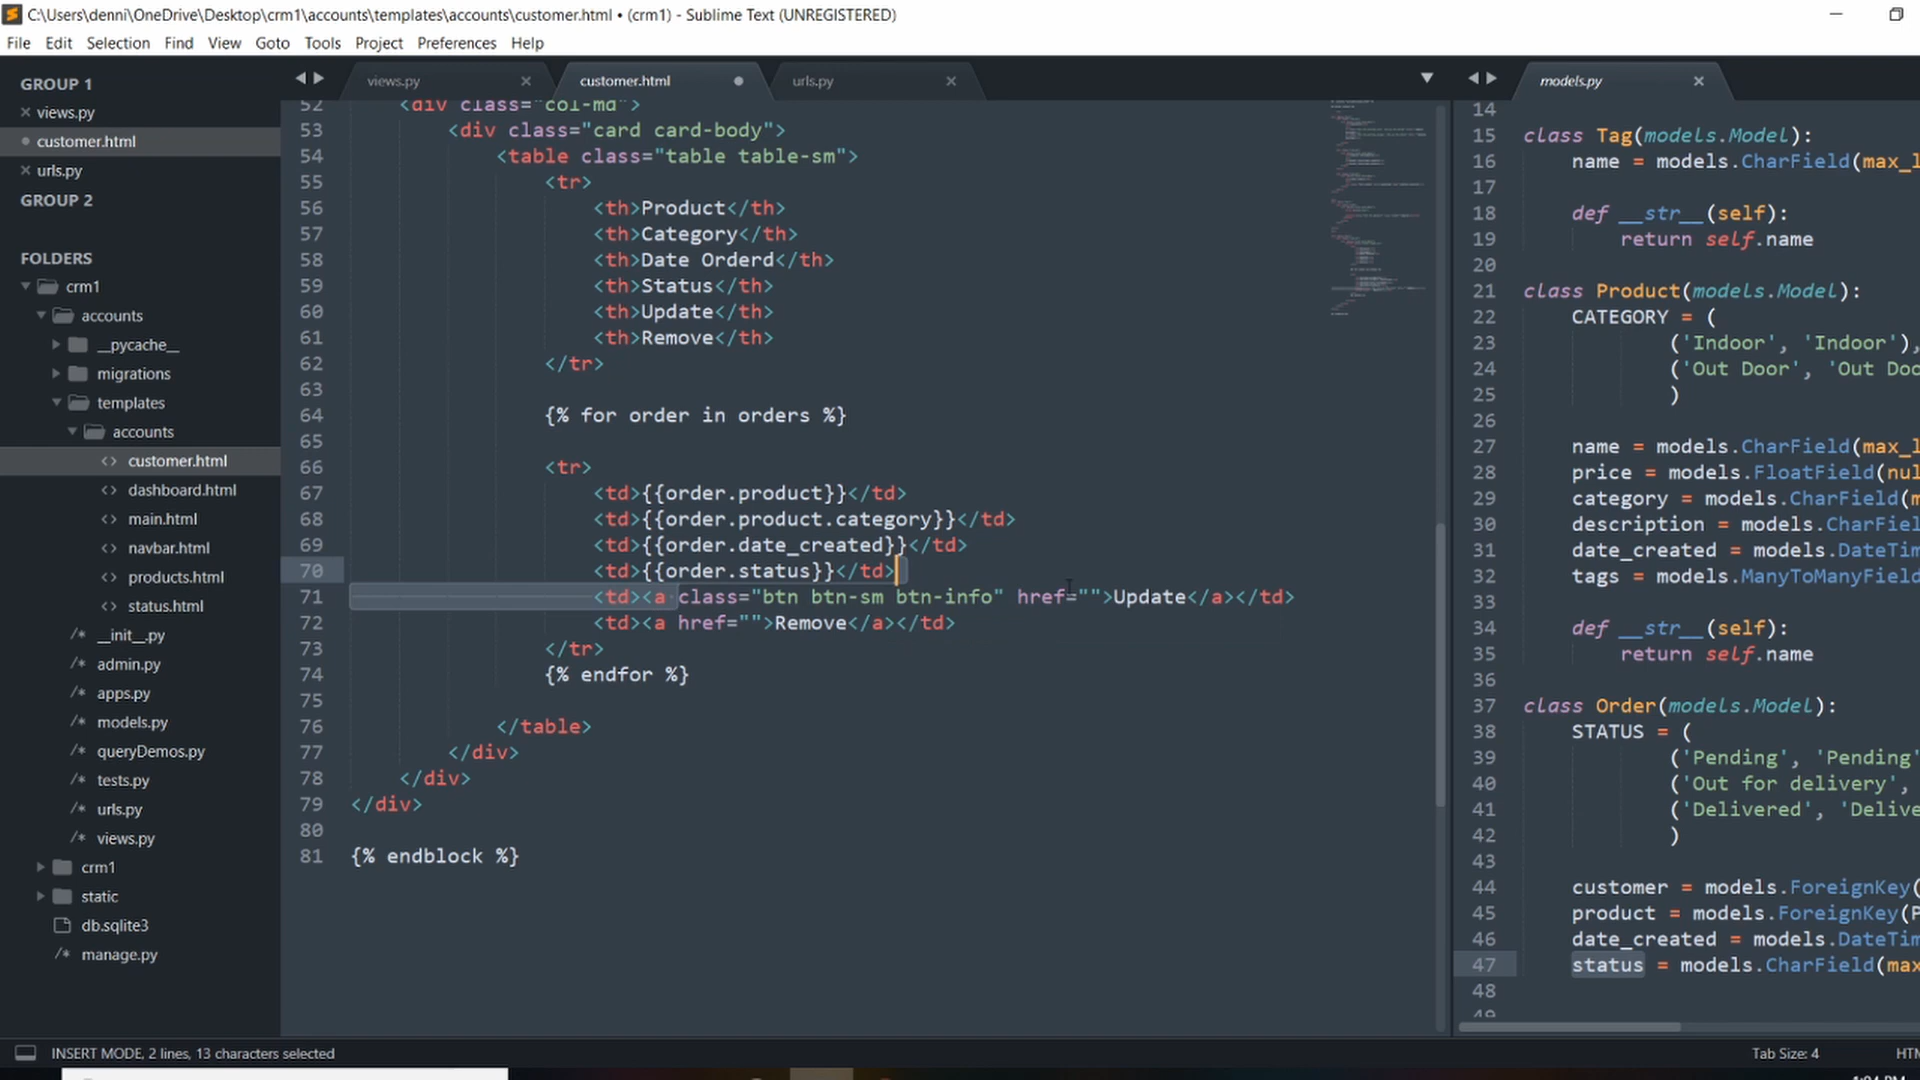 C:\Users\denni\OneDrive\Desktop\crm1\accounts\templates\accounts\customer.html • (crm1) - Sublime Text (UNREGISTERED)
File Edit Selection Find View Goto Tools Project Preferences Help
GROUP 1
views.py
customer.html
urls.py
GROUP 2
FOLDERS
crm1
accounts
__pycache__
migrations
templates
accounts
customer.html
dashboard.html
main.html
navbar.html
products.html
status.html
__init__.py
admin.py
apps.py
models.py
queryDemos.py
tests.py
urls.py
views.py
crm1
static
db.sqlite3
manage.py
views.py customer.html urls.py
52 <div class="col-md">
53 <div class="card card-body">
54 <table class="table table-sm">
55 <tr>
56 <th>Product</th>
57 <th>Category</th>
58 <th>Date Orderd</th>
59 <th>Status</th>
60 <th>Update</th>
61 <th>Remove</th>
62 </tr>
63
64 {% for order in orders %}
65
66 <tr>
67 <td>{{order.product}}</td>
68 <td>{{order.product.category}}</td>
69 <td>{{order.date_created}}</td>
70 <td>{{order.status}}</td>
71 <td><a class="btn btn-sm btn-info" href="">Update</a></td>
72 <td><a href="">Remove</a></td>
73 </tr>
74 {% endfor %}
75
76 </table>
77 </div>
78 </div>
79 </div>
80
81 {% endblock %}
models.py
14
15 class Tag(models.Model):
16 name = models.CharField(max_l
17
18 def __str__(self):
19 return self.name
20
21 class Product(models.Model):
22 CATEGORY = (
23 ('Indoor', 'Indoor'),
24 ('Out Door', 'Out Doo
25 )
26
27 name = models.CharField(max_l
28 price = models.FloatField(nul
29 category = models.CharField(m
30 description = models.CharFiel
31 date_created = models.DateTim
32 tags = models.ManyToManyField
33
34 def __str__(self):
35 return self.name
36
37 class Order(models.Model):
38 STATUS = (
39 ('Pending', 'Pending'
40 ('Out for delivery',
41 ('Delivered', 'Delive
42 )
43
44 customer = models.ForeignKey(
45 product = models.ForeignKey(P
46 date_created = models.DateTim
47 status = models.CharField(max
48
49
INSERT MODE, 2 lines, 13 characters selected
Tab Size: 4 HTM